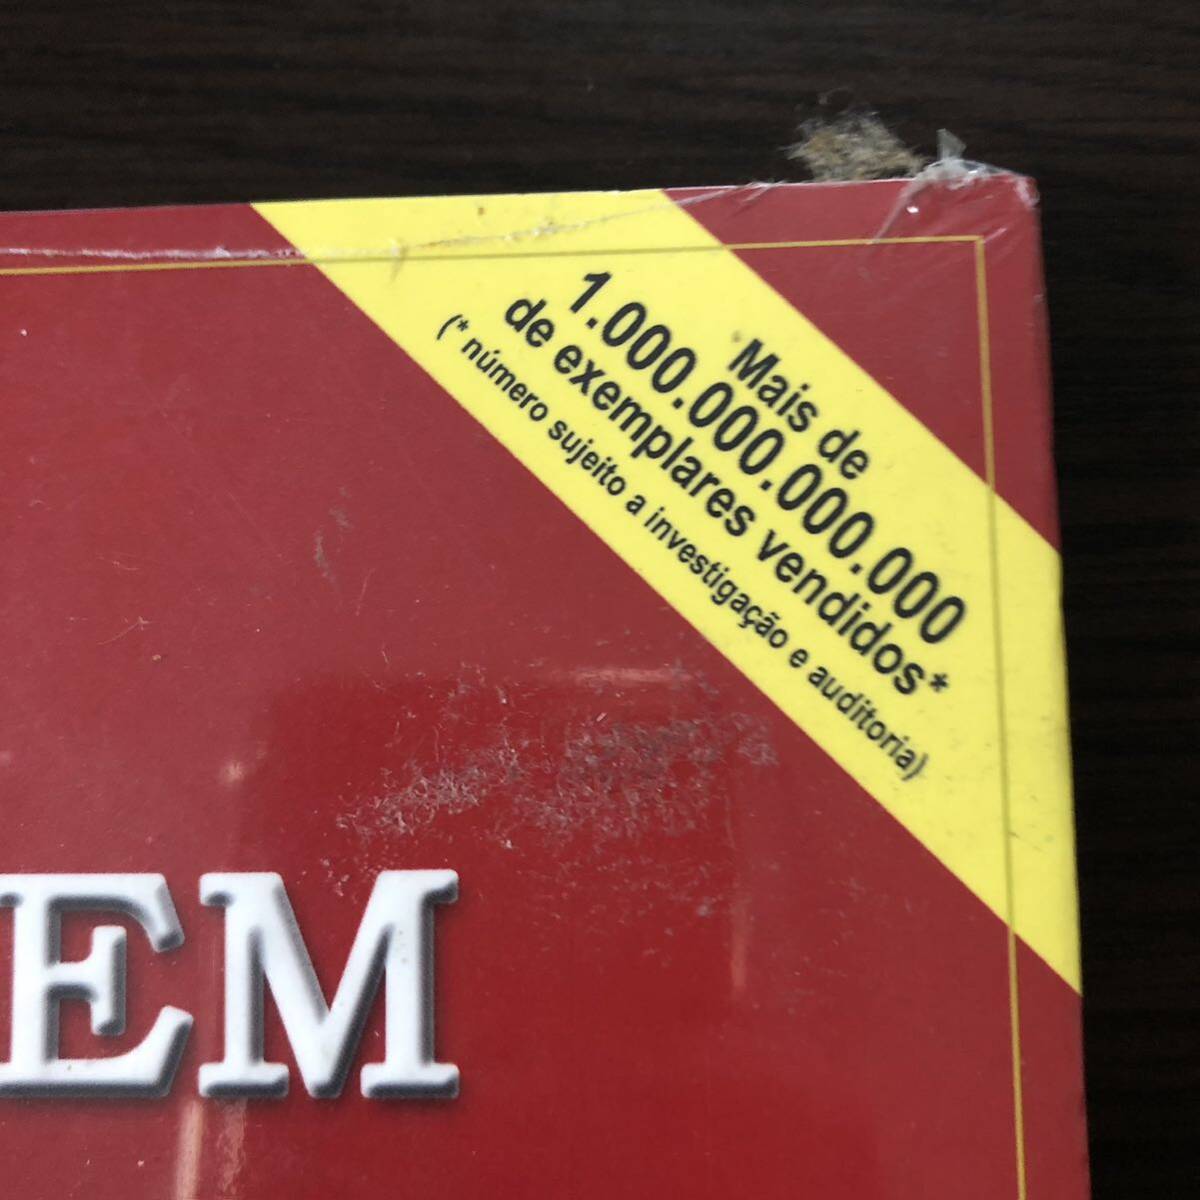 Mais de
1.000.000.000.000
de exemplares vendidos*
(* número sujeito a investigação e auditoria)
EM